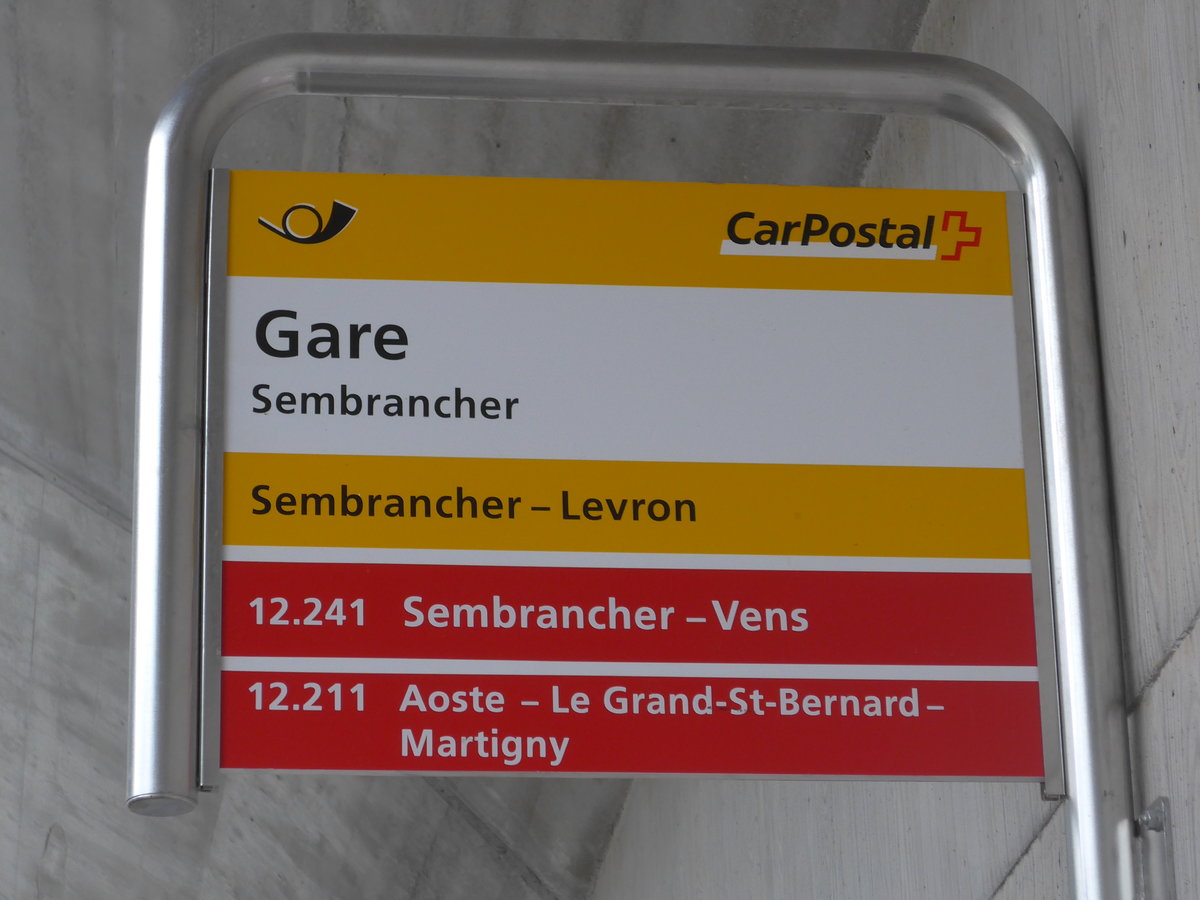 CarPostal
Gare
Sembrancher
Sembrancher – Levron
12.241 Sembrancher – Vens
12.211 Aoste – Le Grand-St-Bernard –
Martigny